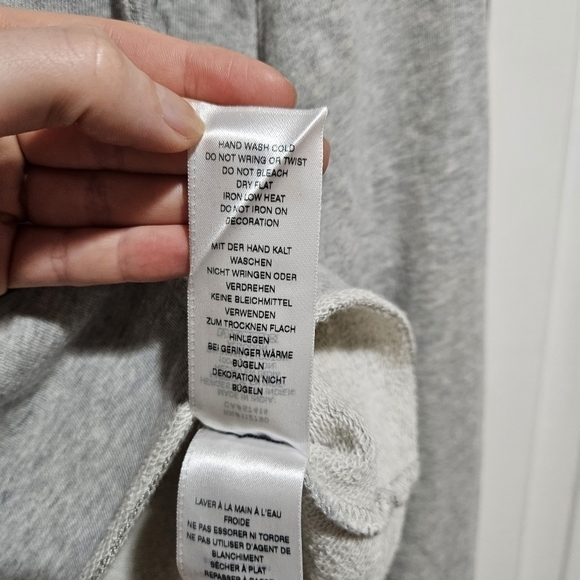 HAND WASH COLD
DO NOT WRING OR TWIST
DO NOT BLEACH
DRY FLAT
IRON LOW HEAT
DO NOT IRON ON
DECORATION
MIT DER HAND KALT
WASCHEN
NICHT WRINGEN ODER
VERDREHEN
KEINE BLEICHMITTEL
VERWENDEN
ZUM TROCKNEN FLACH
HINLEGEN
BEI GERINGER WÄRME
BÜGELN
DEKORATION NICHT
BÜGELN
LAVER À LA MAIN À L'EAU
FROIDE
NE PAS ESSORER NI TORDRE
NE PAS UTILISER D'AGENT DE
BLANCHIMENT
SÉCHER À PLAT
REPASSER À